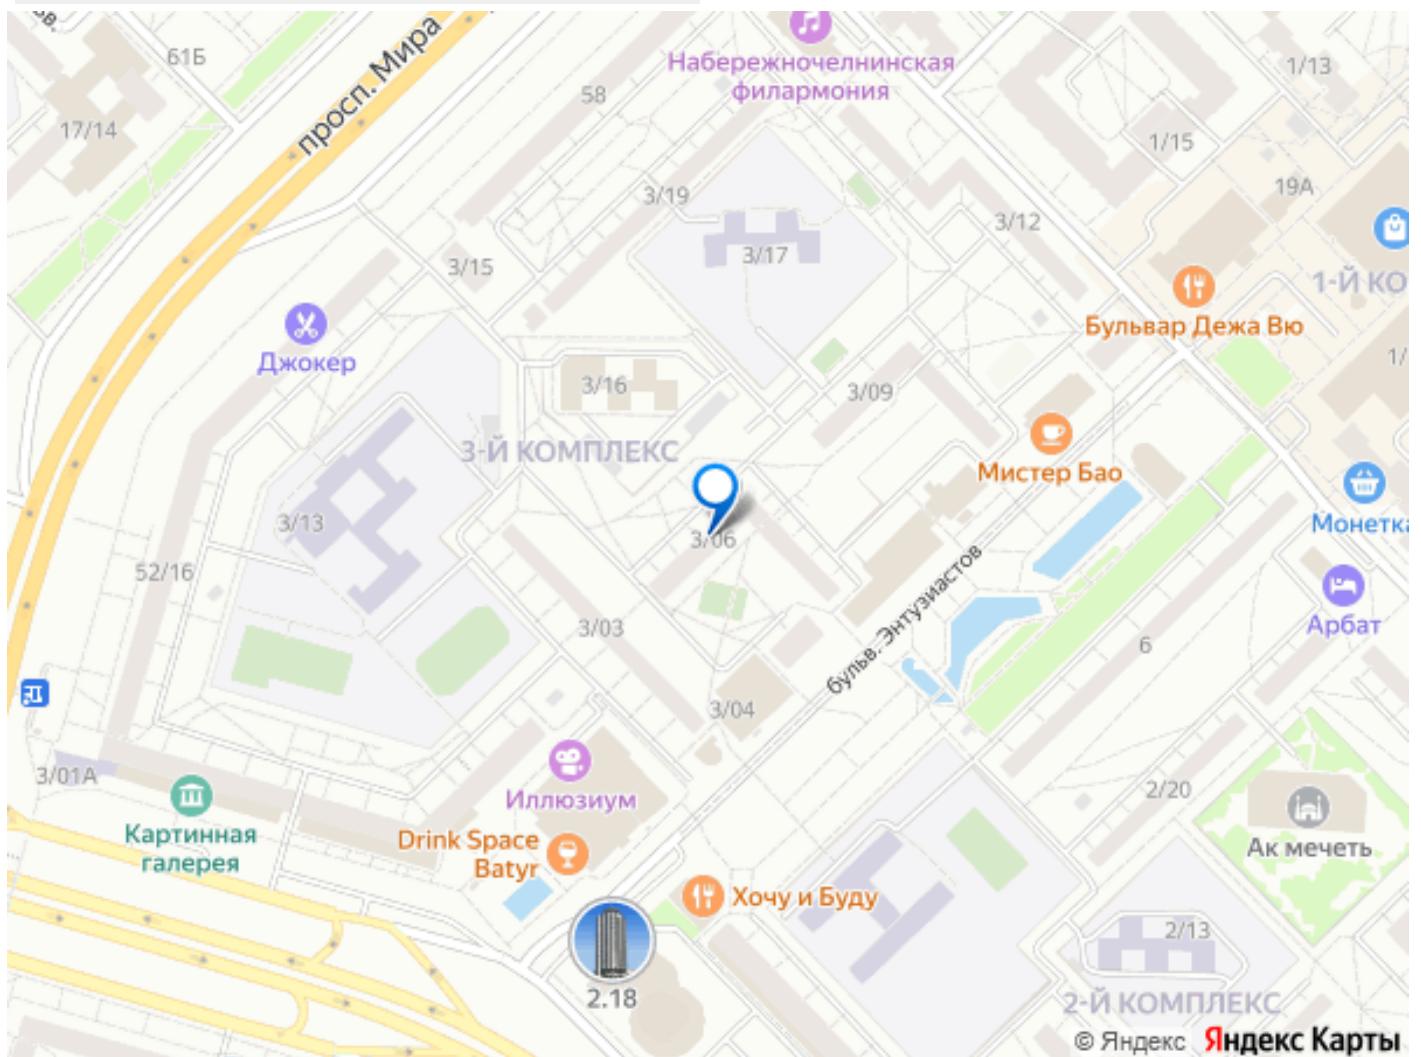 61Б
просп. Мира
17/14
58
Набережночелнинская
филармония
1/13
1/15
19А
3/19
3/12
3/17
3/15
1-Й КО
Бульвар Дежа Вю
Джокер
1/
3/16
3/09
3-Й КОМПЛЕКС
Мистер Бао
3/13
3/06
Монетка
52/16
бульв. Энтузиастов
Арбат
3/03
6
3/04
3/01А
Иллюзиум
2/20
Картинная
галерея
Drink Space
Batyr
Ак мечеть
Хочу и Буду
2/13
2.18
2-Й КОМПЛЕКС
© Яндекс Яндекс Карты